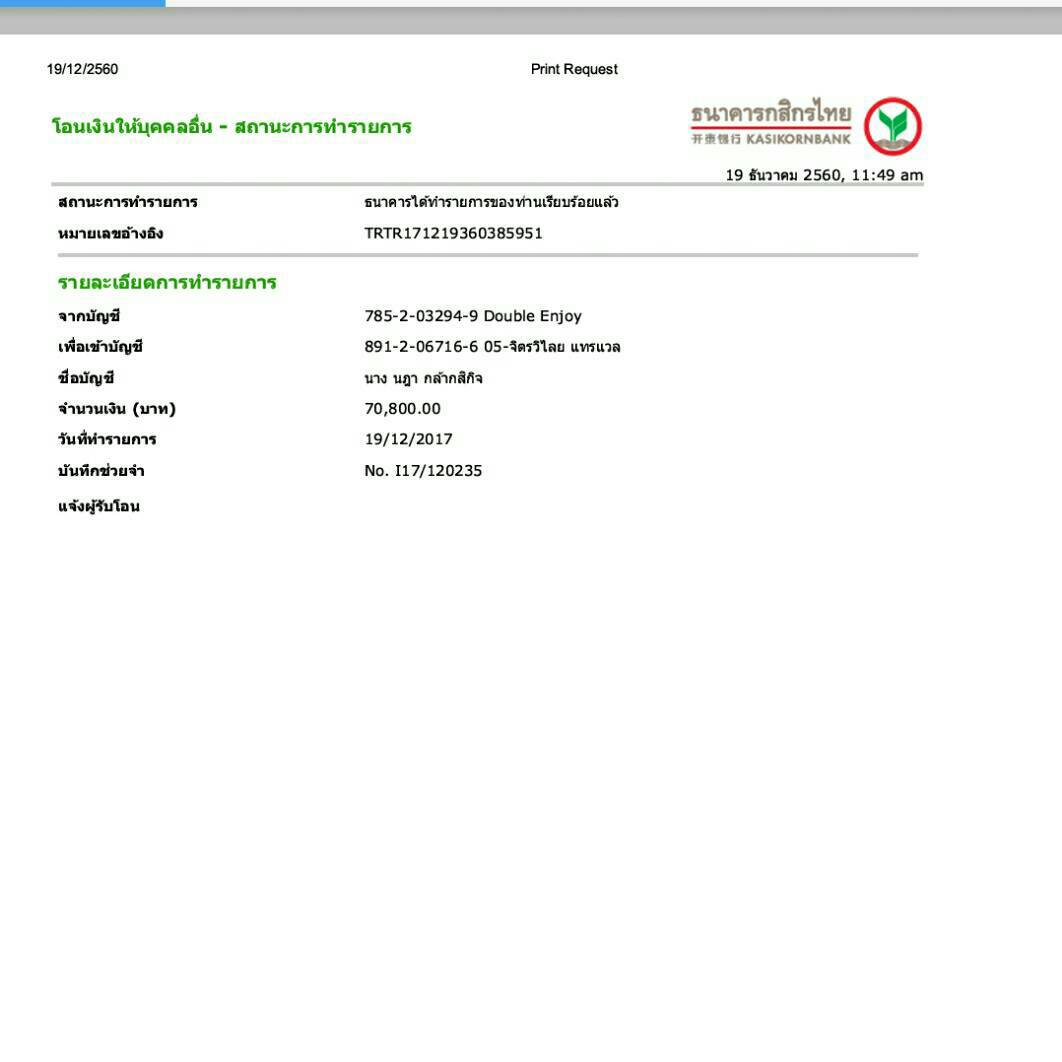 19/12/2560 Print Request
โอนเงินให้บุคคลอื่น - สถานะการทำรายการ
ธนาคารกสิกรไทย
开泰银行 KASIKORNBANK
19 ธันวาคม 2560, 11:49 am
สถานะการทำรายการ ธนาคารได้ทำรายการของท่านเรียบร้อยแล้ว
หมายเลขอ้างอิง TRTR171219360385951
รายละเอียดการทำรายการ
จากบัญชี 785-2-03294-9 Double Enjoy
เพื่อเข้าบัญชี 891-2-06716-6 05-จิตรวิไลย แทรแวล
ชื่อบัญชี นาง นฎา กล้ากสิกิจ
จำนวนเงิน (บาท) 70,800.00
วันที่ทำรายการ 19/12/2017
บันทึกช่วยจำ No. I17/120235
แจ้งผู้รับโอน